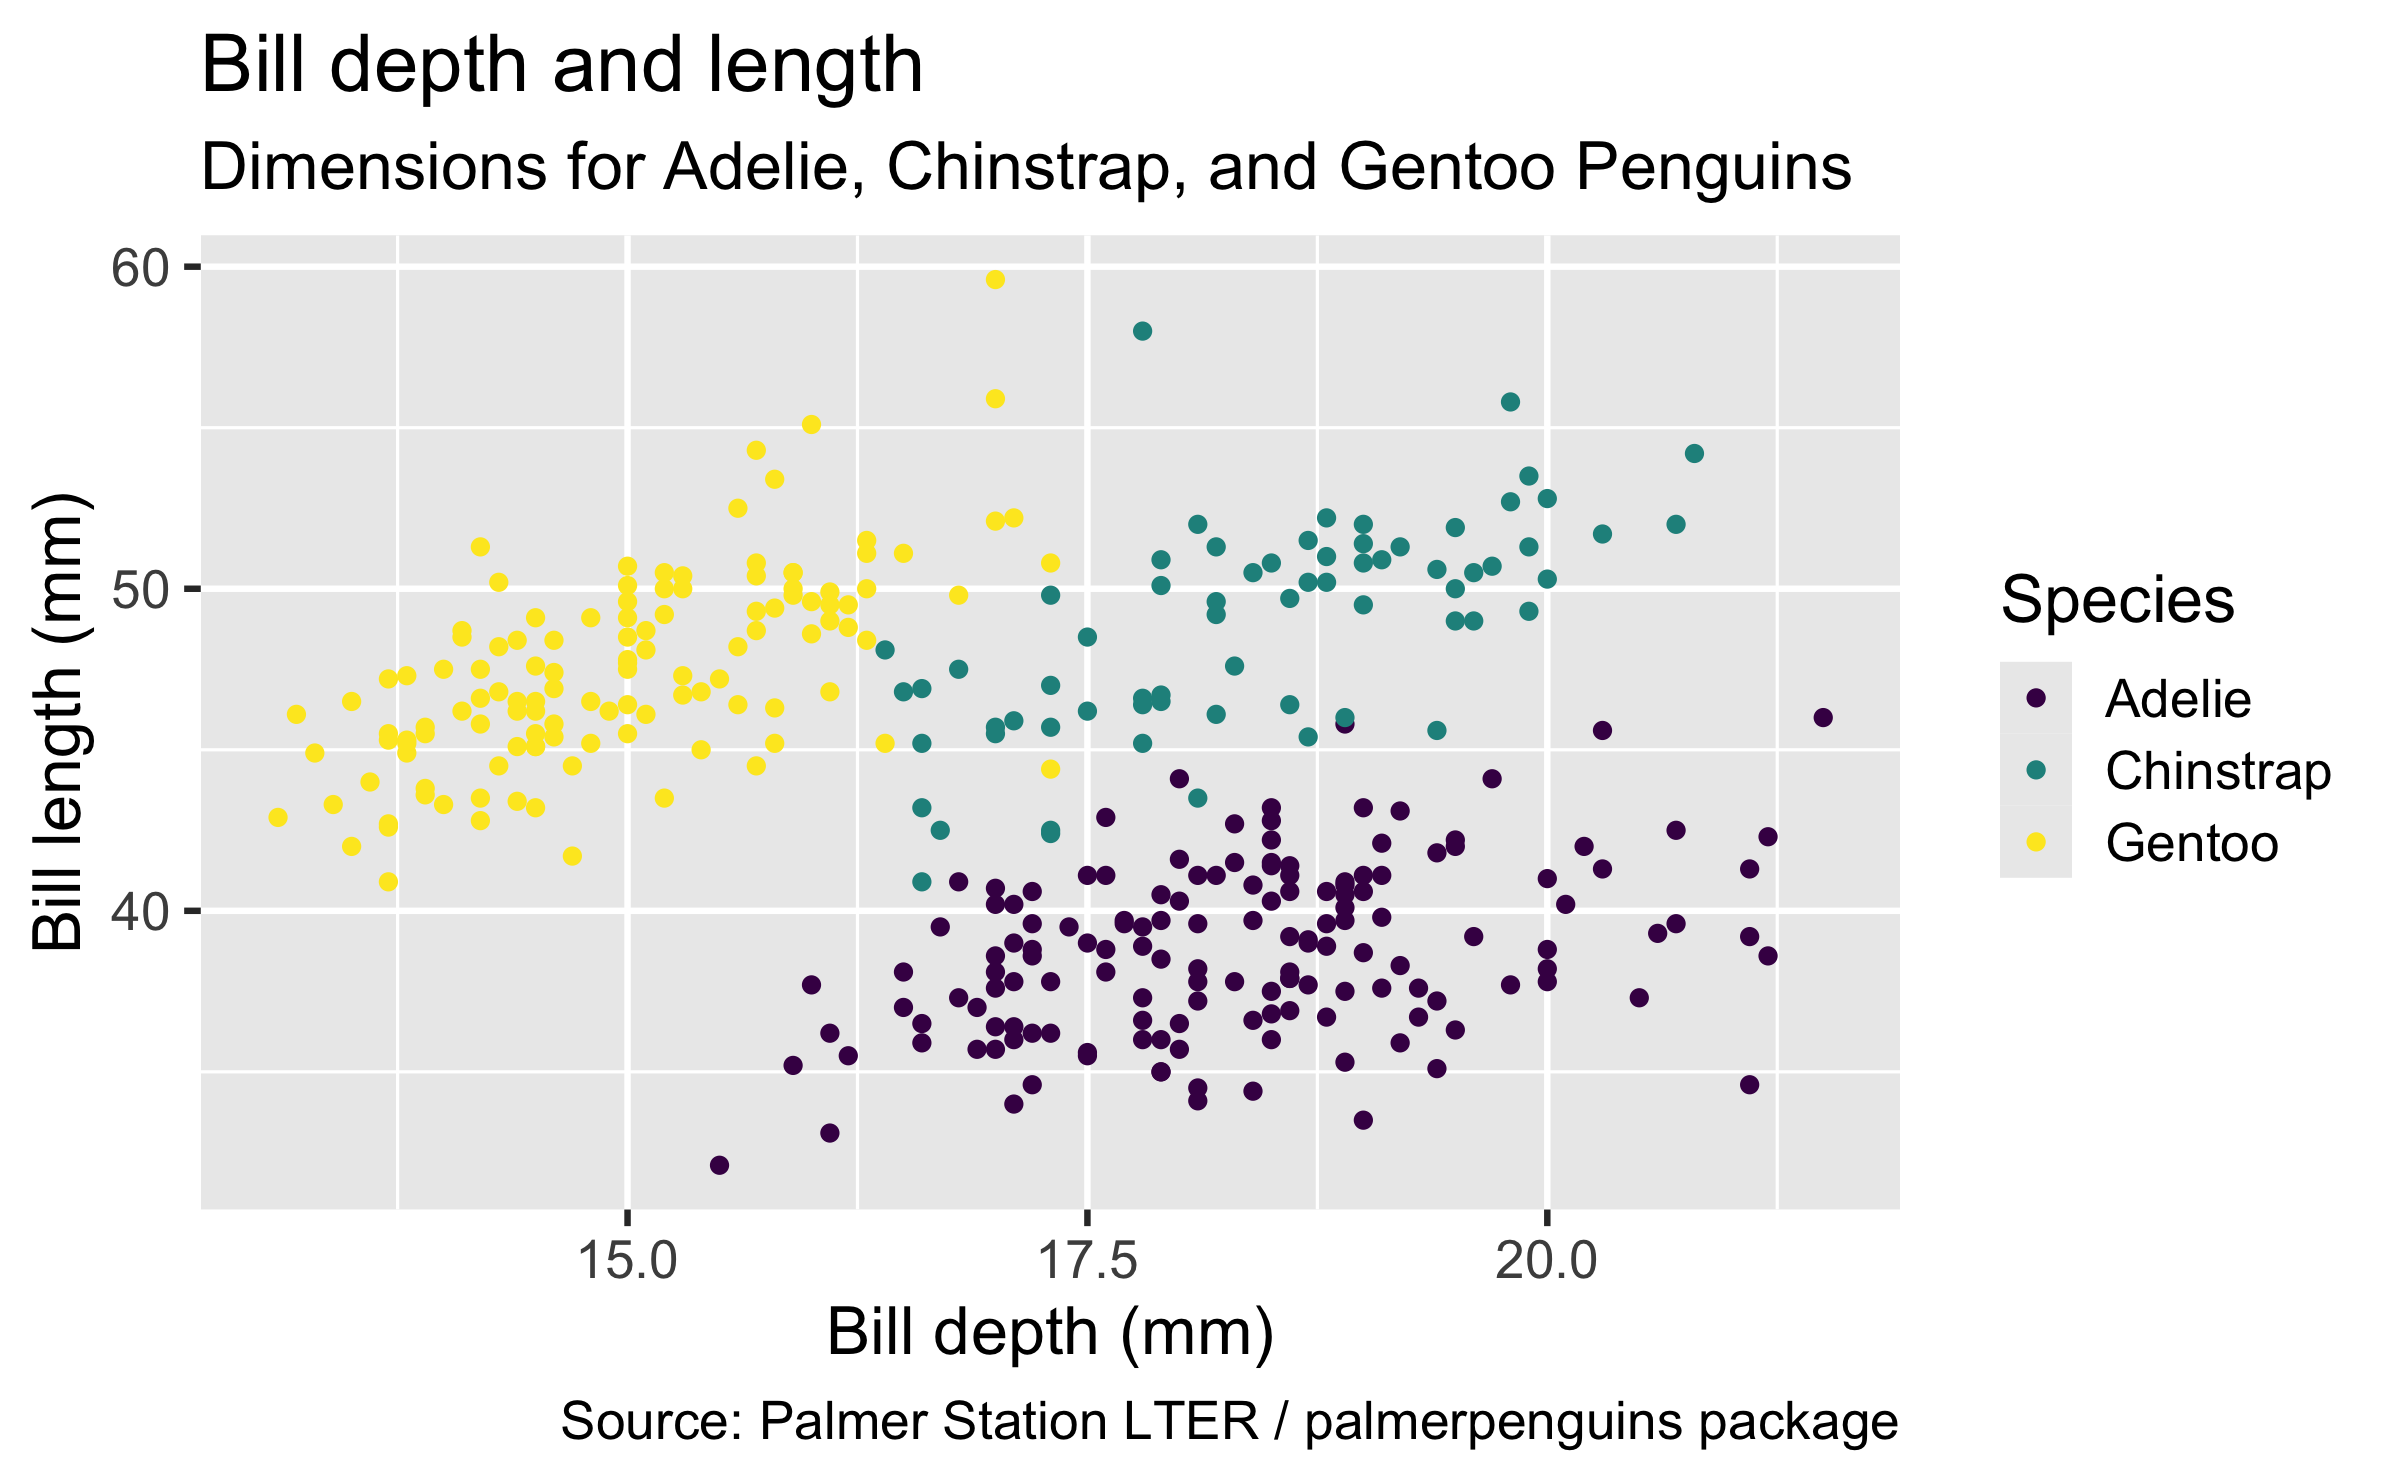 Bill depth and length
Dimensions for Adelie, Chinstrap, and Gentoo Penguins
60
50
40
Bill length (mm)
15.0 17.5 20.0
Bill depth (mm)
Species
Adelie
Chinstrap
Gentoo
Source: Palmer Station LTER / palmerpenguins package